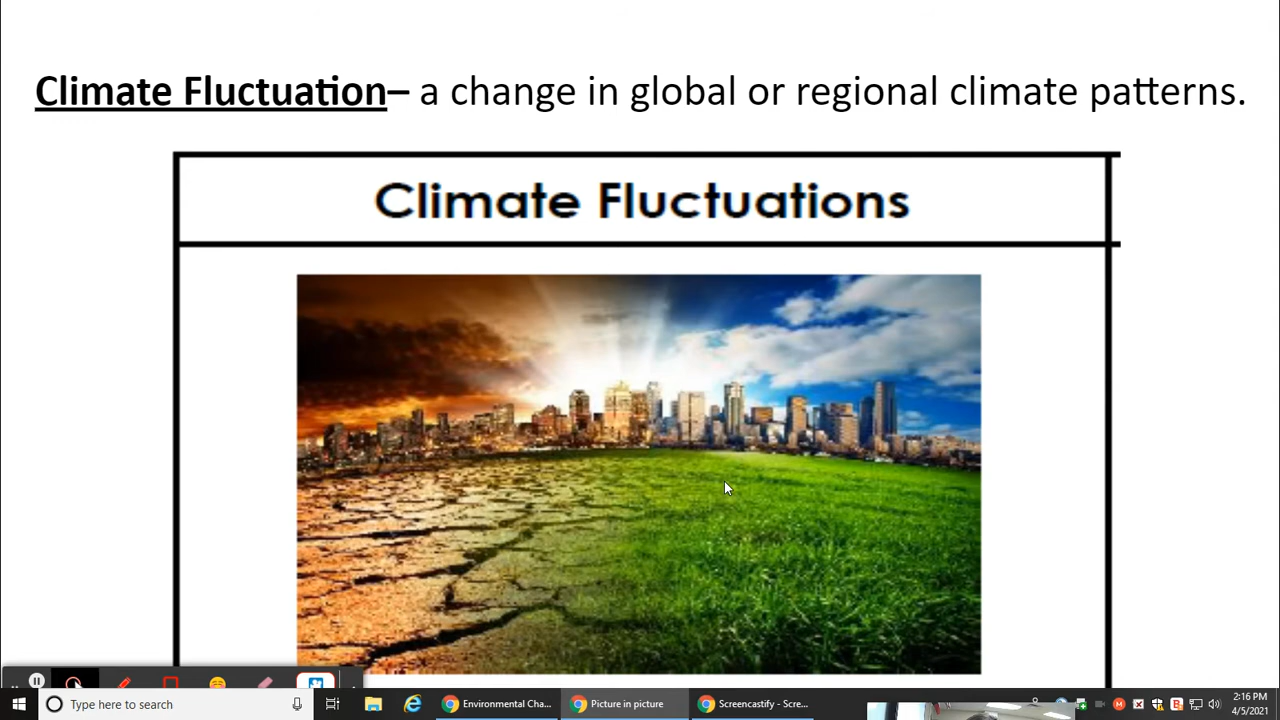 Climate Fluctuation– a change in global or regional climate patterns.
Climate Fluctuations
Type here to search
Environmental Cha...
Picture in picture
Screencastify - Scre...
2:16 PM
4/5/2021